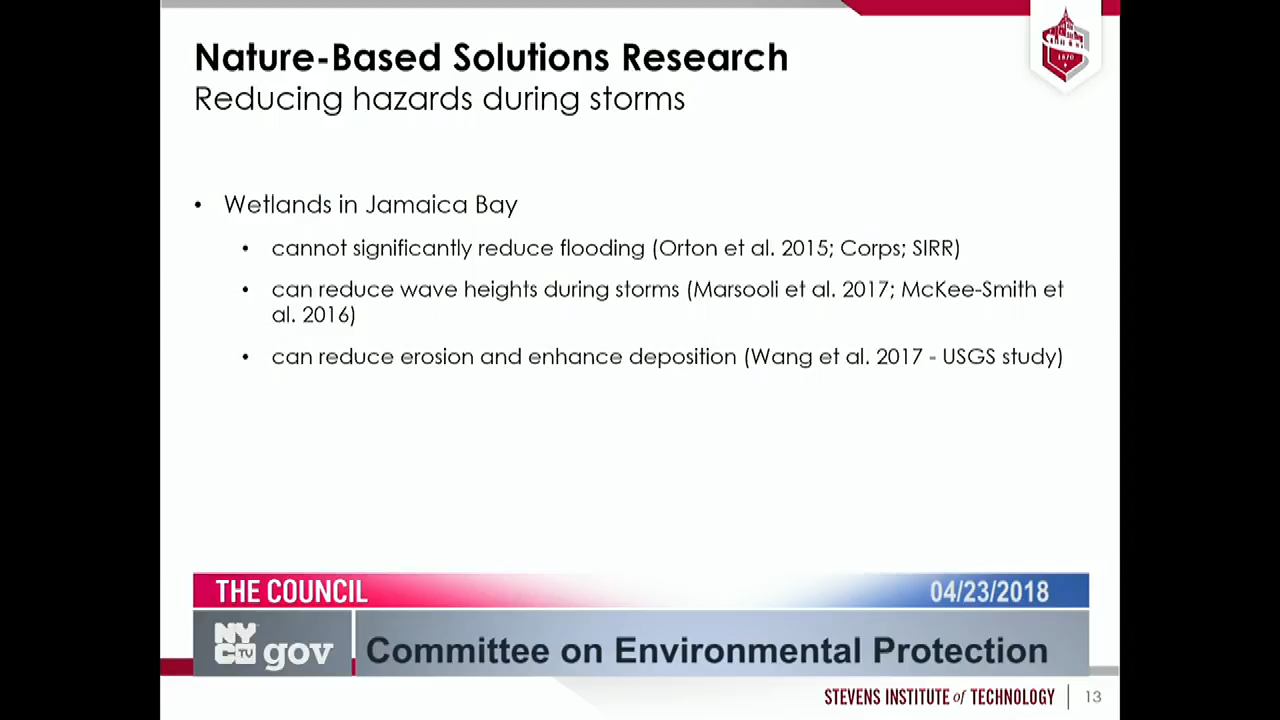 Nature-Based Solutions Research
Reducing hazards during storms
1870
• Wetlands in Jamaica Bay
• cannot significantly reduce flooding (Orton et al. 2015; Corps; SIRR)
• can reduce wave heights during storms (Marsooli et al. 2017; McKee-Smith et
al. 2016)
• can reduce erosion and enhance deposition (Wang et al. 2017 - USGS study)
THE COUNCIL 04/23/2018
NYC TV gov Committee on Environmental Protection
STEVENS INSTITUTE of TECHNOLOGY 13